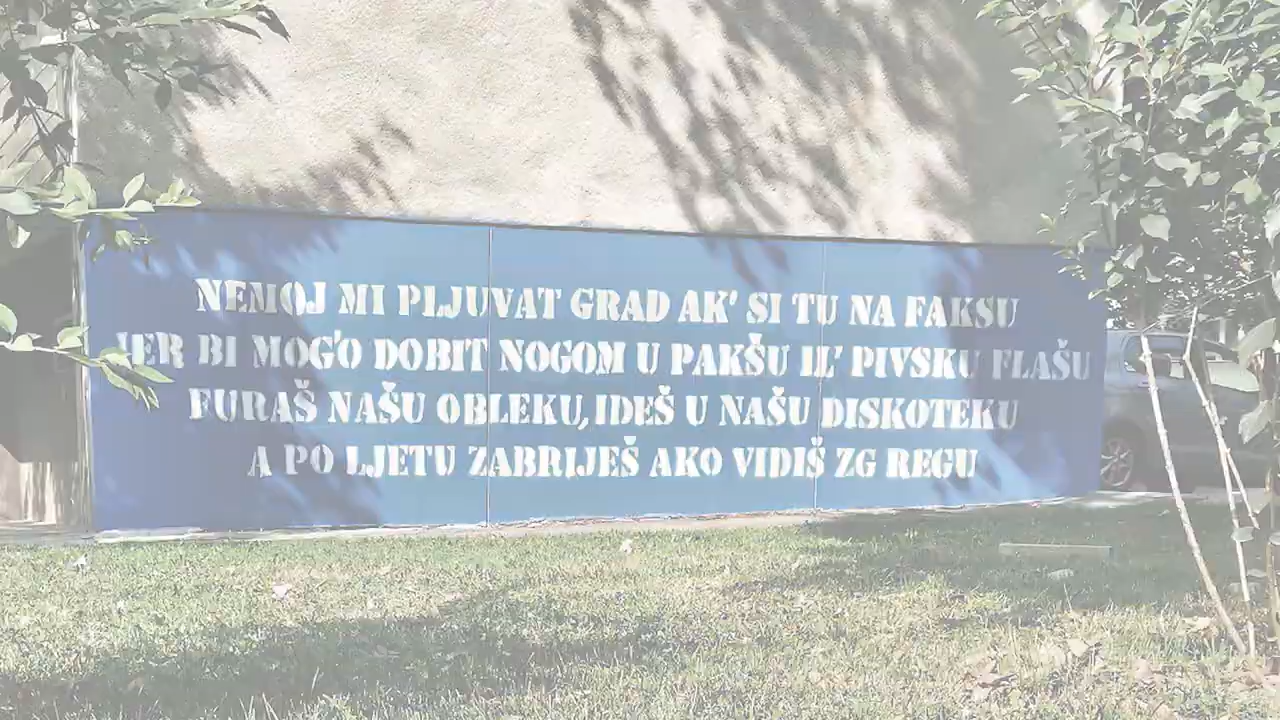 NEMOJ MI PLJUVAT GRAD AK' SI TU NA FAKSU
JER BI MOG'O DOBIT NOGOM U PAKŠU IL' PIVSKU FLAŠU
FURAŠ NAŠU OBLEKU, IDEŠ U NAŠU DISKOTEKU
A PO LJETU ZABRIJEŠ AKO VIDIŠ ZG REGU